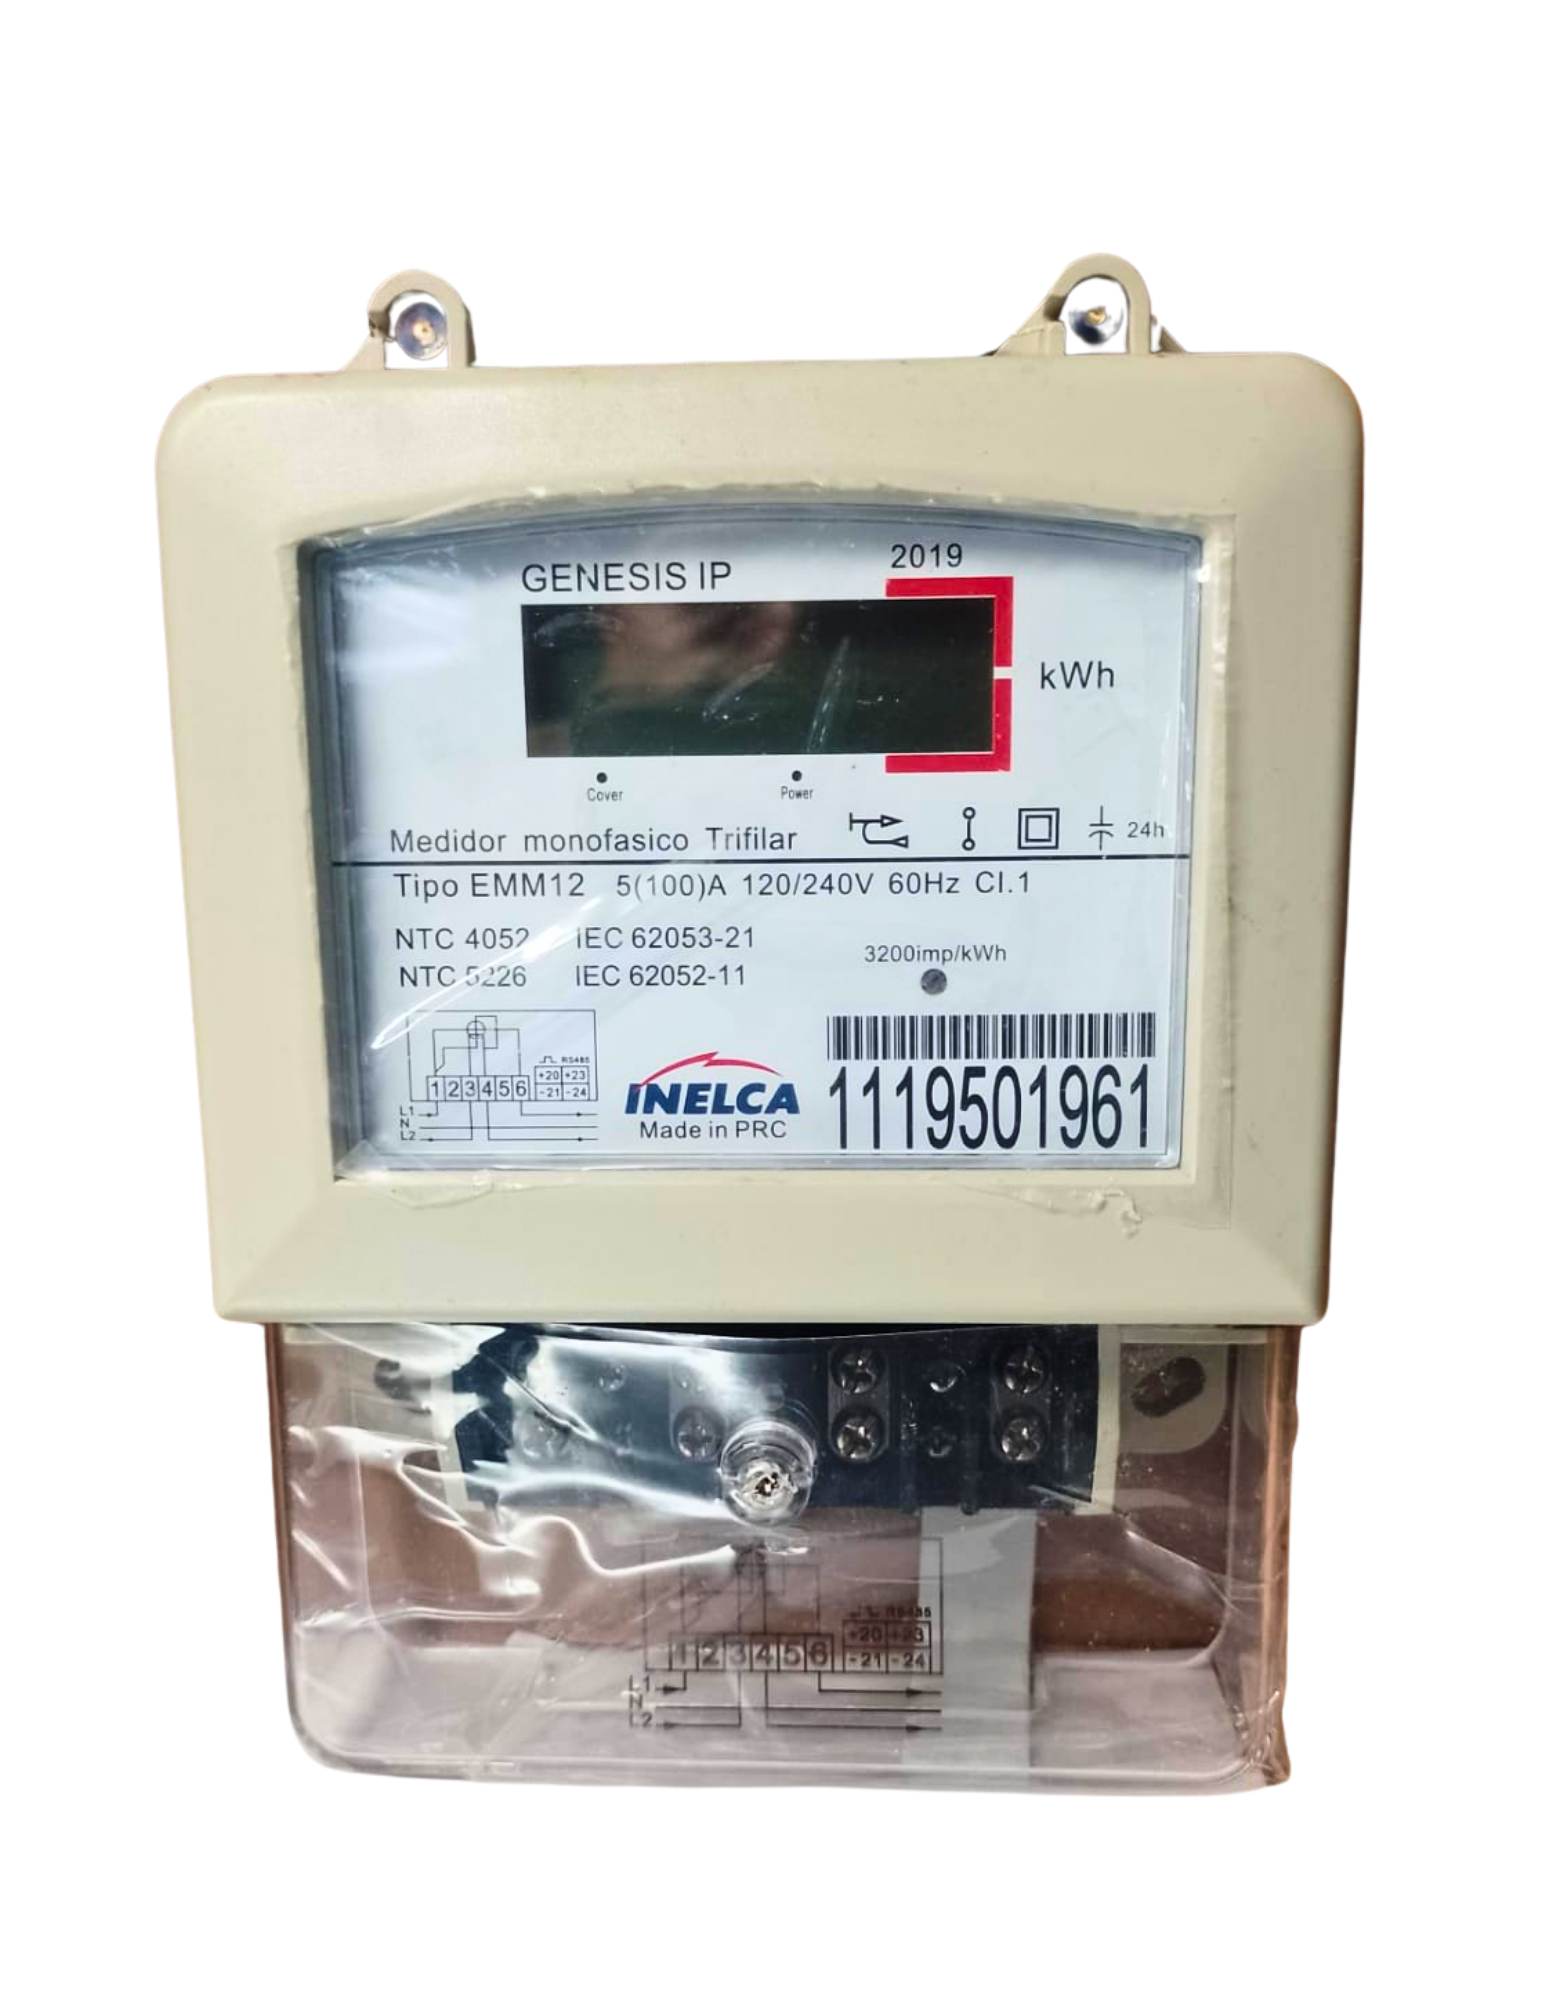 2019
GENESIS IP
kWh
Cover Power
Medidor monofasico Trifilar
24h
Tipo EMM12 5(100)A 120/240V 60Hz Cl.1
NTC 4052 IEC 62053-21
NTC 5226 IEC 62052-11
3200imp/kWh
RS485
1 2 3 4 5 6 +20 +23
-21 -24
L1
N
L2
INELCA
Made in PRC
1119501961
RS485
1 2 3 4 5 6 +20 +23
-21 -24
L1
N
L2